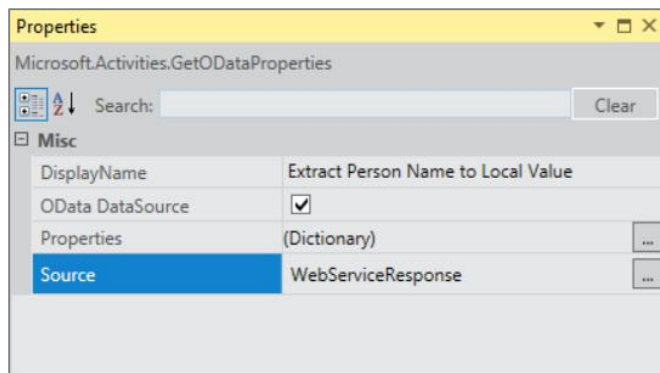 Properties
Microsoft.Activities.GetODataProperties
Search: Clear
Misc
DisplayName Extract Person Name to Local Value
OData DataSource
Properties (Dictionary) ...
Source WebServiceResponse ...